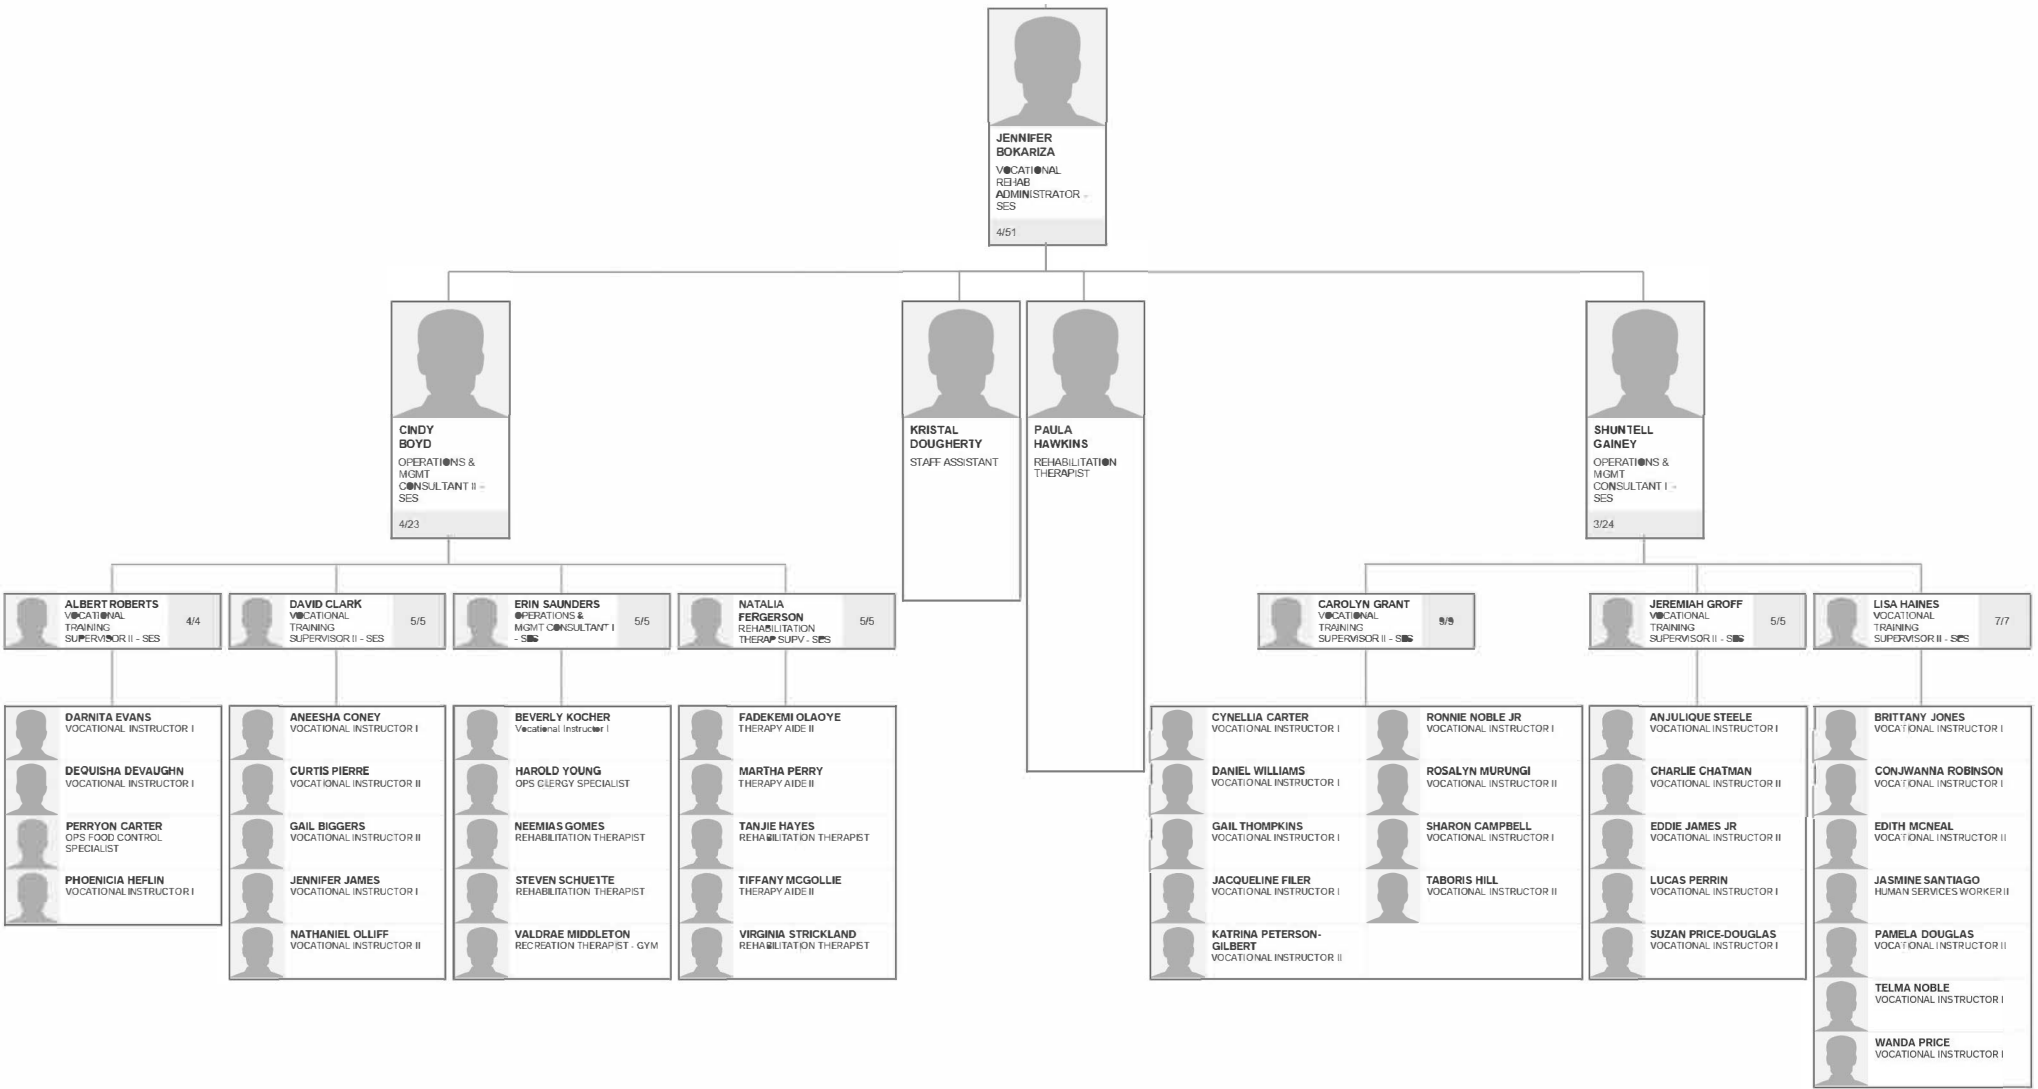 JENNIFER
BOKARIZA
VOCATIONAL
REHAB
ADMINISTRATOR -
SES
4/51
CINDY
BOYD
OPERATIONS &
MGMT
CONSULTANT II -
SES
4/23
KRISTAL
DOUGHERTY
STAFF ASSISTANT
PAULA
HAWKINS
REHABILITATION
THERAPIST
SHUNTELL
GAINEY
OPERATIONS &
MGMT
CONSULTANT I -
SES
3/24
ALBERT ROBERTS
VOCATIONAL
TRAINING
SUPERVISOR II - SES
4/4
DAVID CLARK
VOCATIONAL
TRAINING
SUPERVISOR II - SES
5/5
ERIN SAUNDERS
OPERATIONS &
MGMT CONSULTANT I
- SES
5/5
NATALIA
FERGERSON
REHABILITATION
THERAP SUPV - SES
5/5
CAROLYN GRANT
VOCATIONAL
TRAINING
SUPERVISOR II - SES
9/9
JEREMIAH GROFF
VOCATIONAL
TRAINING
SUPERVISOR II - SES
5/5
LISA HAINES
VOCATIONAL
TRAINING
SUPERVISOR II - SES
7/7
DARNITA EVANS
VOCATIONAL INSTRUCTOR I
DEQUISHA DEVAUGHN
VOCATIONAL INSTRUCTOR I
PERRYON CARTER
OPS FOOD CONTROL
SPECIALIST
PHOENICIA HEFLIN
VOCATIONAL INSTRUCTOR I
ANEESHA CONEY
VOCATIONAL INSTRUCTOR I
CURTIS PIERRE
VOCATIONAL INSTRUCTOR II
GAIL BIGGERS
VOCATIONAL INSTRUCTOR II
JENNIFER JAMES
VOCATIONAL INSTRUCTOR I
NATHANIEL OLLIFF
VOCATIONAL INSTRUCTOR II
BEVERLY KOCHER
Vocational Instructor I
HAROLD YOUNG
OPS CLERGY SPECIALIST
NEEMIAS GOMES
REHABILITATION THERAPIST
STEVEN SCHUETTE
REHABILITATION THERAPIST
VALDRAE MIDDLETON
RECREATION THERAPIST - GYM
FADEKEMI OLAOYE
THERAPY AIDE II
MARTHA PERRY
THERAPY AIDE II
TANJIE HAYES
REHABILITATION THERAPIST
TIFFANY MCGOLLIE
THERAPY AIDE II
VIRGINIA STRICKLAND
REHABILITATION THERAPIST
CYNELLIA CARTER
VOCATIONAL INSTRUCTOR I
DANIEL WILLIAMS
VOCATIONAL INSTRUCTOR I
GAIL THOMPKINS
VOCATIONAL INSTRUCTOR I
JACQUELINE FILER
VOCATIONAL INSTRUCTOR I
KATRINA PETERSON-
GILBERT
VOCATIONAL INSTRUCTOR II
RONNIE NOBLE JR
VOCATIONAL INSTRUCTOR I
ROSALYN MURUNGI
VOCATIONAL INSTRUCTOR II
SHARON CAMPBELL
VOCATIONAL INSTRUCTOR I
TABORIS HILL
VOCATIONAL INSTRUCTOR II
ANJULIQUE STEELE
VOCATIONAL INSTRUCTOR I
CHARLIE CHATMAN
VOCATIONAL INSTRUCTOR II
EDDIE JAMES JR
VOCATIONAL INSTRUCTOR II
LUCAS PERRIN
VOCATIONAL INSTRUCTOR I
SUZAN PRICE-DOUGLAS
VOCATIONAL INSTRUCTOR I
BRITTANY JONES
VOCATIONAL INSTRUCTOR I
CONJWANNA ROBINSON
VOCATIONAL INSTRUCTOR I
EDITH MCNEAL
VOCATIONAL INSTRUCTOR II
JASMINE SANTIAGO
HUMAN SERVICES WORKER II
PAMELA DOUGLAS
VOCATIONAL INSTRUCTOR II
TELMA NOBLE
VOCATIONAL INSTRUCTOR I
WANDA PRICE
VOCATIONAL INSTRUCTOR I